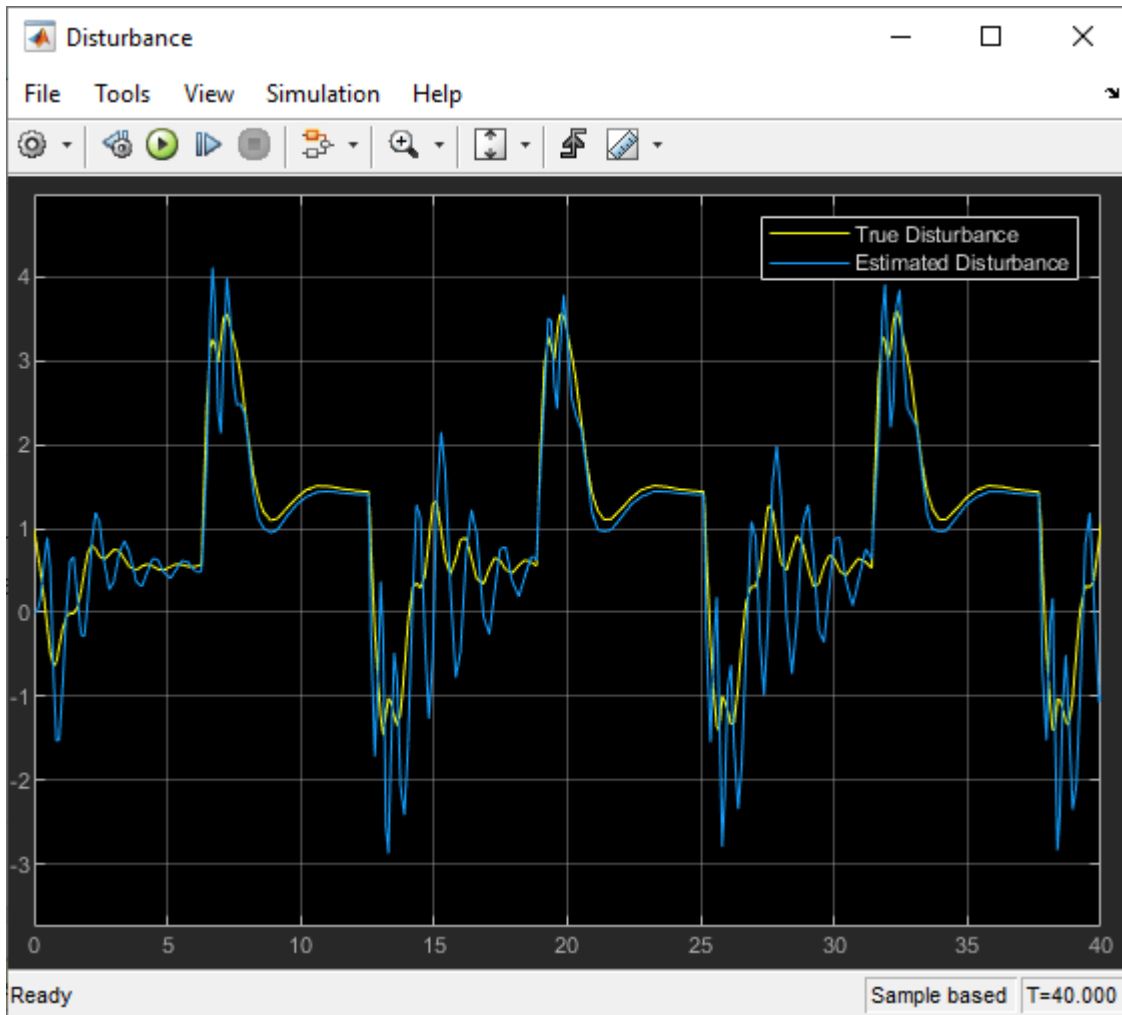 Disturbance
File Tools View Simulation Help
True Disturbance
Estimated Disturbance
4
3
2
1
0
-1
-2
-3
0 5 10 15 20 25 30 35 40
Ready Sample based T=40.000